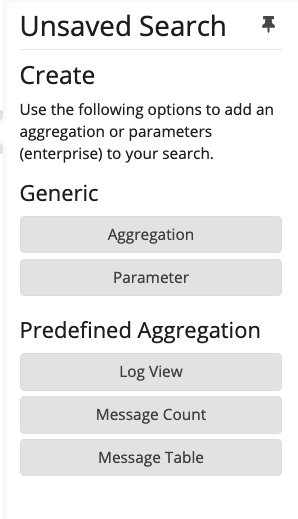 Unsaved Search
Create
Use the following options to add an
aggregation or parameters
(enterprise) to your search.
Generic
Aggregation
Parameter
Predefined Aggregation
Log View
Message Count
Message Table